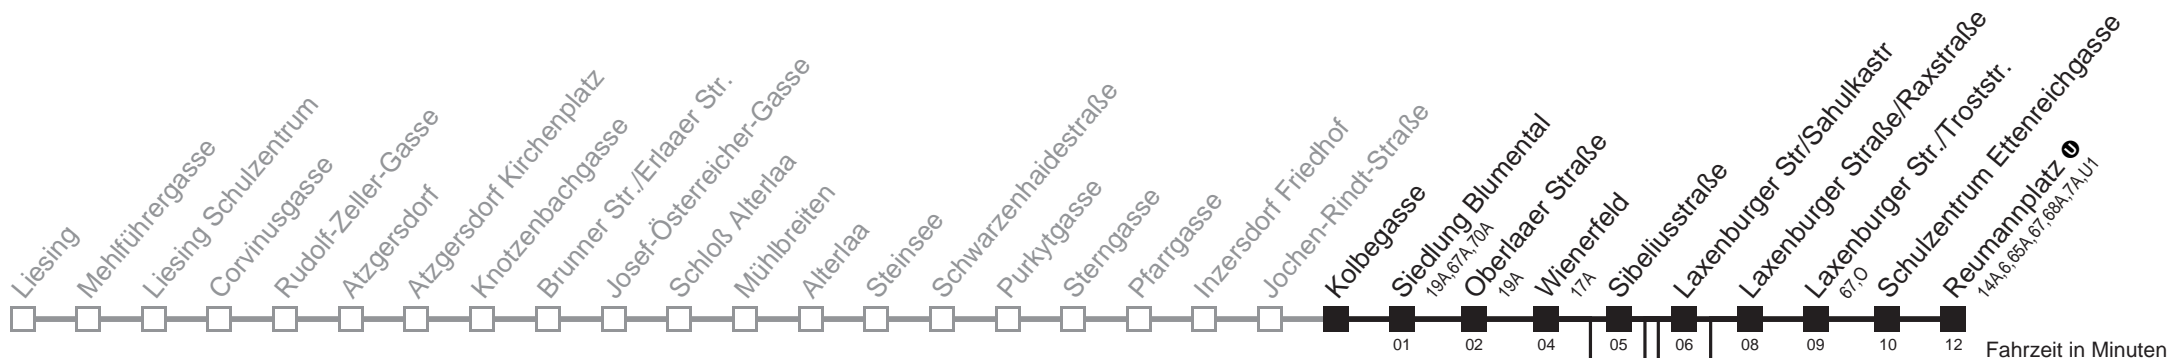 Liesing
Mehlführergasse
Liesing Schulzentrum
Corvinusgasse
Rudolf-Zeller-Gasse
Atzgersdorf
Atzgersdorf Kirchenplatz
Knotzenbachgasse
Brunner Str./Erlaaer Str.
Josef-Österreicher-Gasse
Schloß Alterlaa
Mühlbreiten
Alterlaa
Steinsee
Schwarzenhaidestraße
Purkytgasse
Sterngasse
Pfarrgasse
Inzersdorf Friedhof
Jochen-Rindt-Straße
Kolbegasse
Siedlung Blumental
19A,67A,70A
Oberlaaer Straße
19A
Wienerfeld
17A
Sibeliusstraße
Laxenburger Str/Sahulkastr
Laxenburger Straße/Raxstraße
Laxenburger Str./Troststr.
67,O
Schulzentrum Ettenreichgasse
Reumannplatz U
14A,6,65A,67,68A,7A,U1
01 02 04 05 06 08 09 10 12
Fahrzeit in Minuten